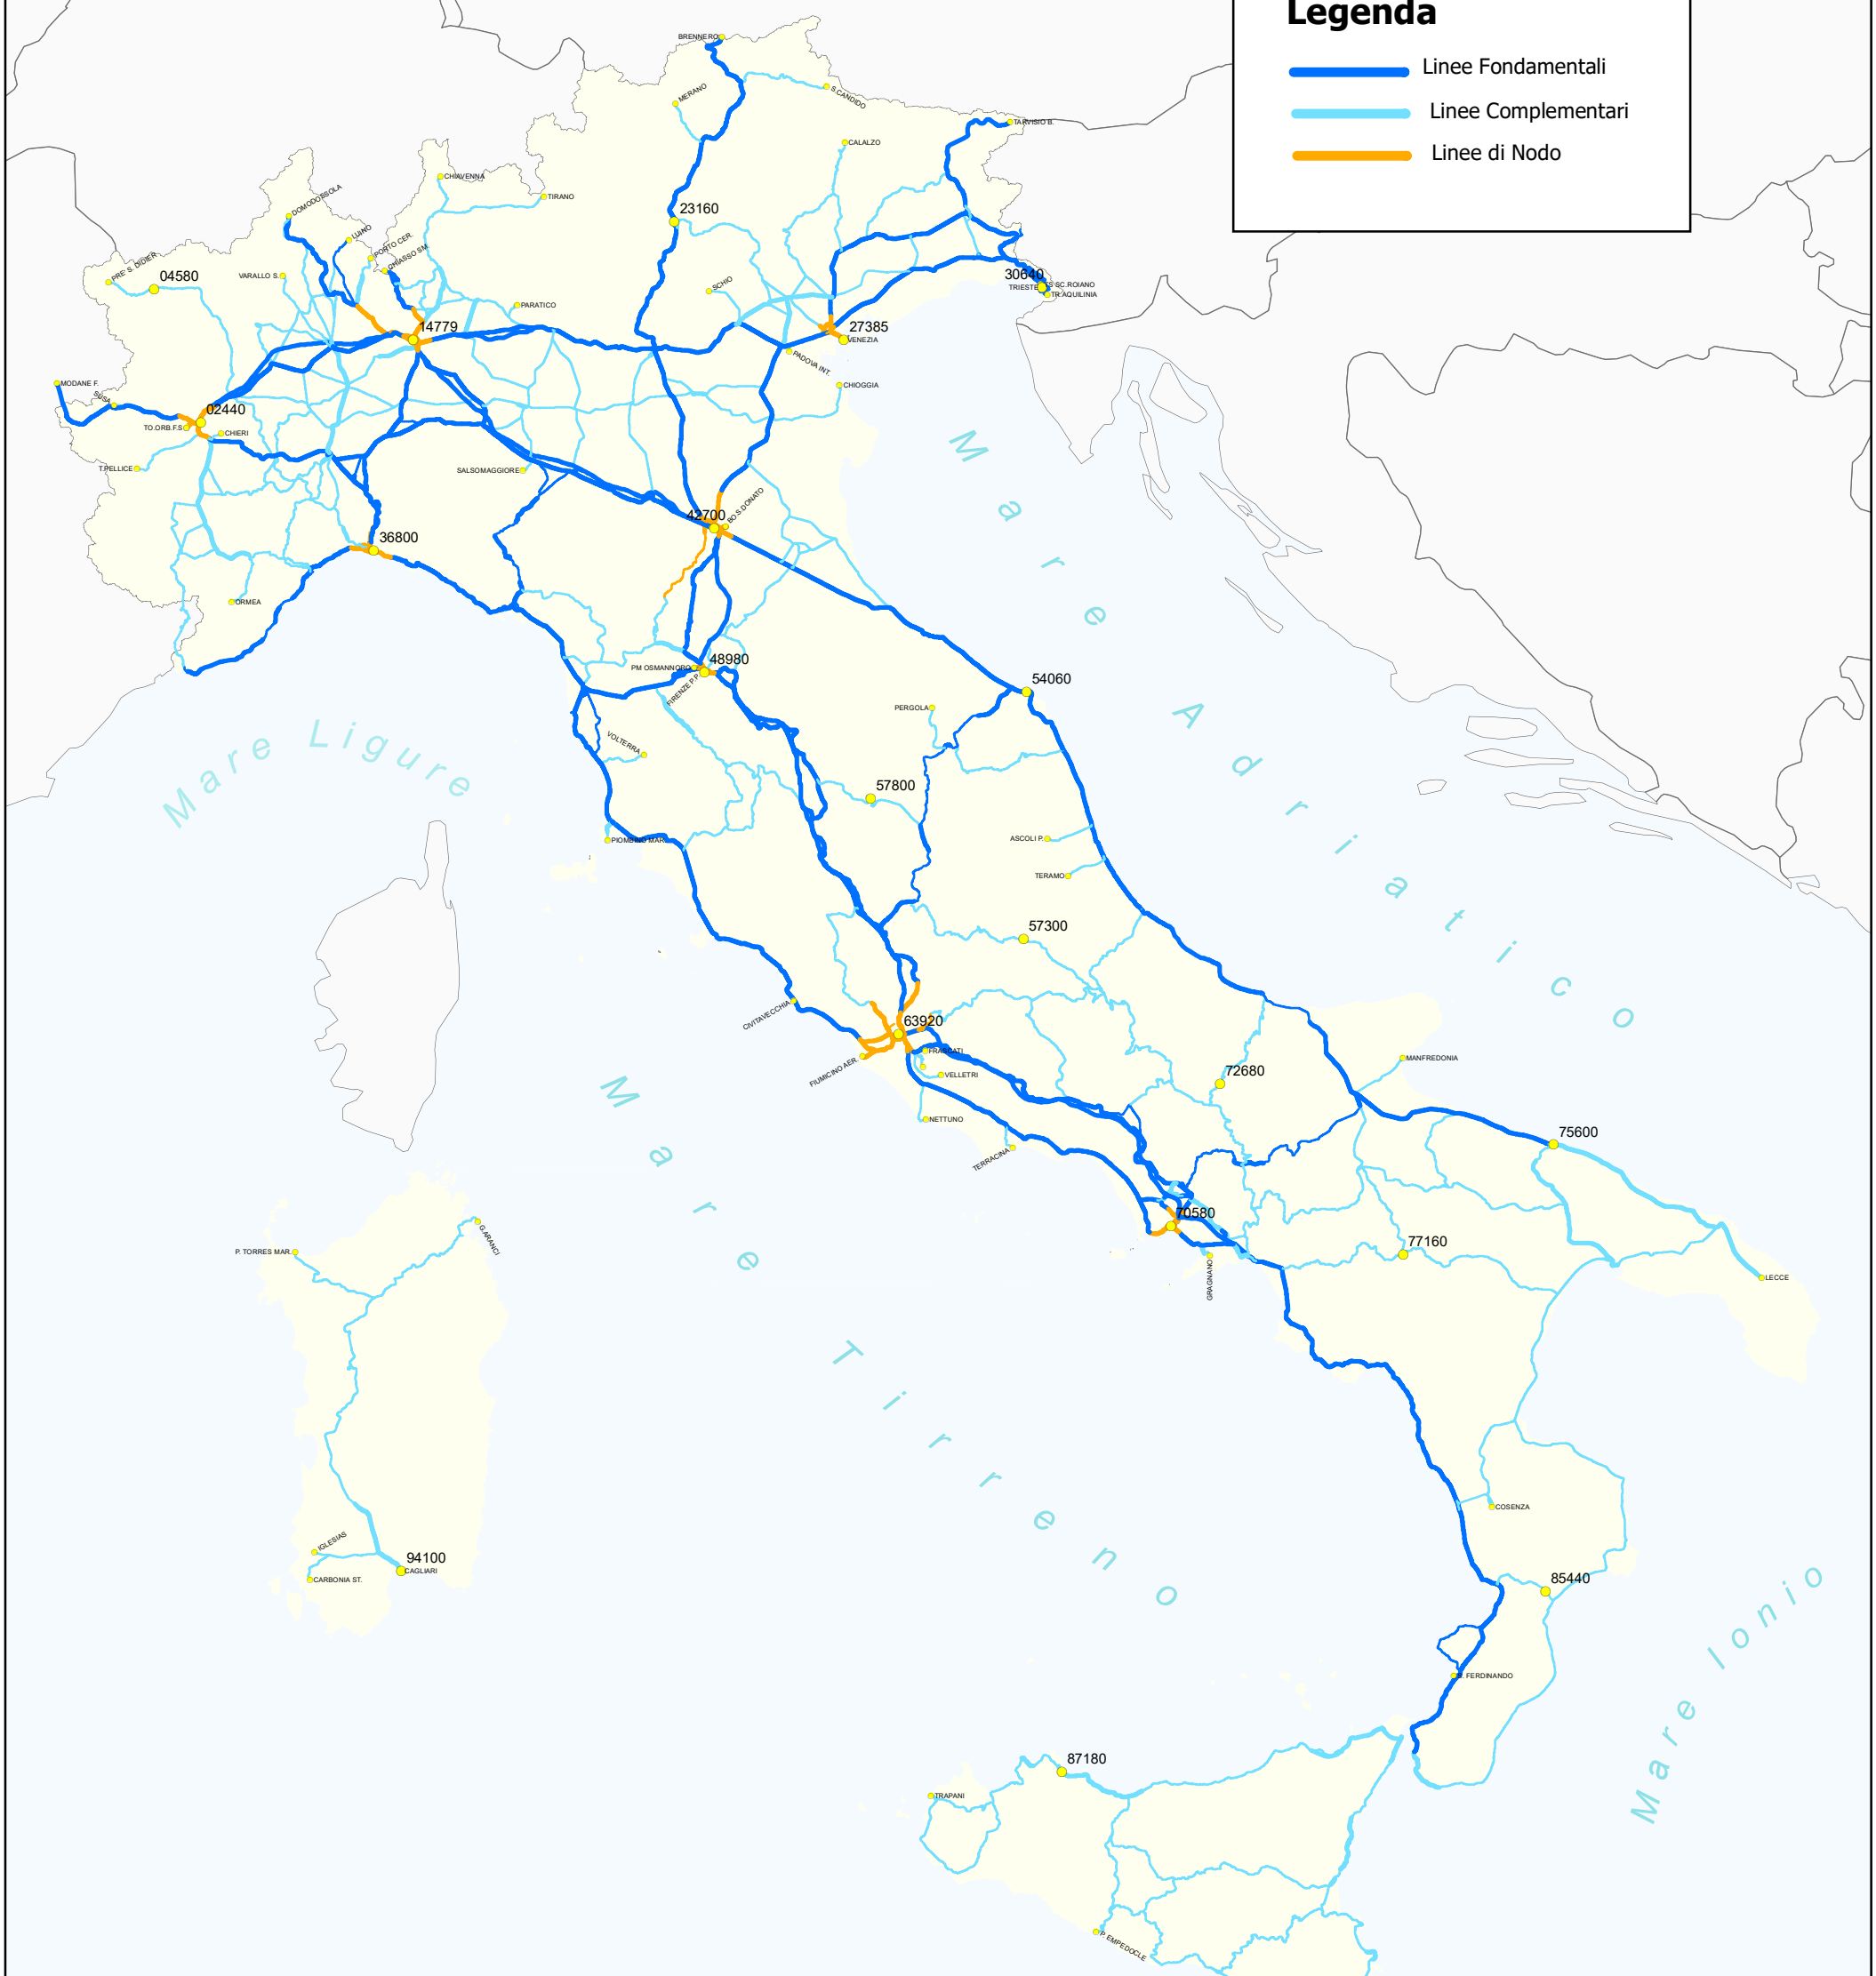 Legenda
Linee Fondamentali
Linee Complementari
Linee di Nodo
BRENNERO
MERANO
S.CANDIDO
TARVISIO B.
CALALZO
CHIAVENNA
TIRANO
DOMODOSSOLA
23160
LUINO
PORTO CER.
CHIASSO SM
PRE' S. DIDIER
04580
VARALLO S.
SCHIO
30640
TRIESTE
SC.ROIANO
TR.AQUILINIA
PARATICO
14779
27385
VENEZIA
PADOVA INT.
MODANE F.
SUSA
CHIOGGIA
02440
TO.ORB.F.S
CHIERI
T.PELLICE
SALSOMAGGIORE
42700
BO.S.DONATO
36800
ORMEA
Mare Adriatico
48980
PM OSMANNORO
FIRENZE P.P.
54060
PERGOLA
Mare Ligure
VOLTERRA
57800
PIOMBINO MAR.
ASCOLI P.
TERAMO
57300
CIVITAVECCHIA
63920
FRASCATI
FIUMICINO AER.
VELLETRI
NETTUNO
MANFREDONIA
72680
Mare Tirreno
75600
TERRACINA
70580
GRAGNANO
77160
LECCE
G.ARANCI
P. TORRES MAR.
COSENZA
IGLESIAS
94100
CAGLIARI
CARBONIA ST.
85440
Mare Ionio
FERDINANDO
87180
TRAPANI
P. EMPEDOCLE